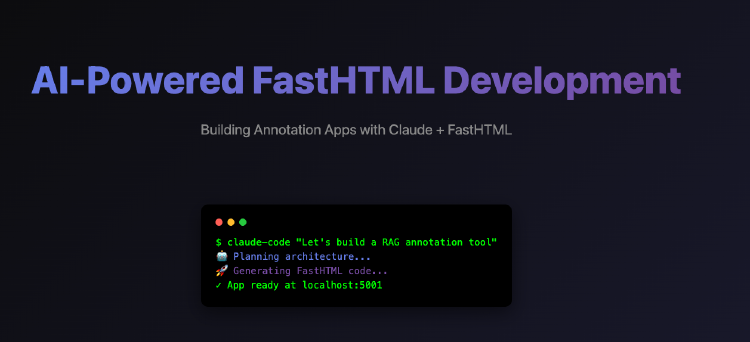 AI-Powered FastHTML Development
Building Annotation Apps with Claude + FastHTML
$ claude-code "Let's build a RAG annotation tool"
🤖 Planning architecture...
🚀 Generating FastHTML code...
✓ App ready at localhost:5001